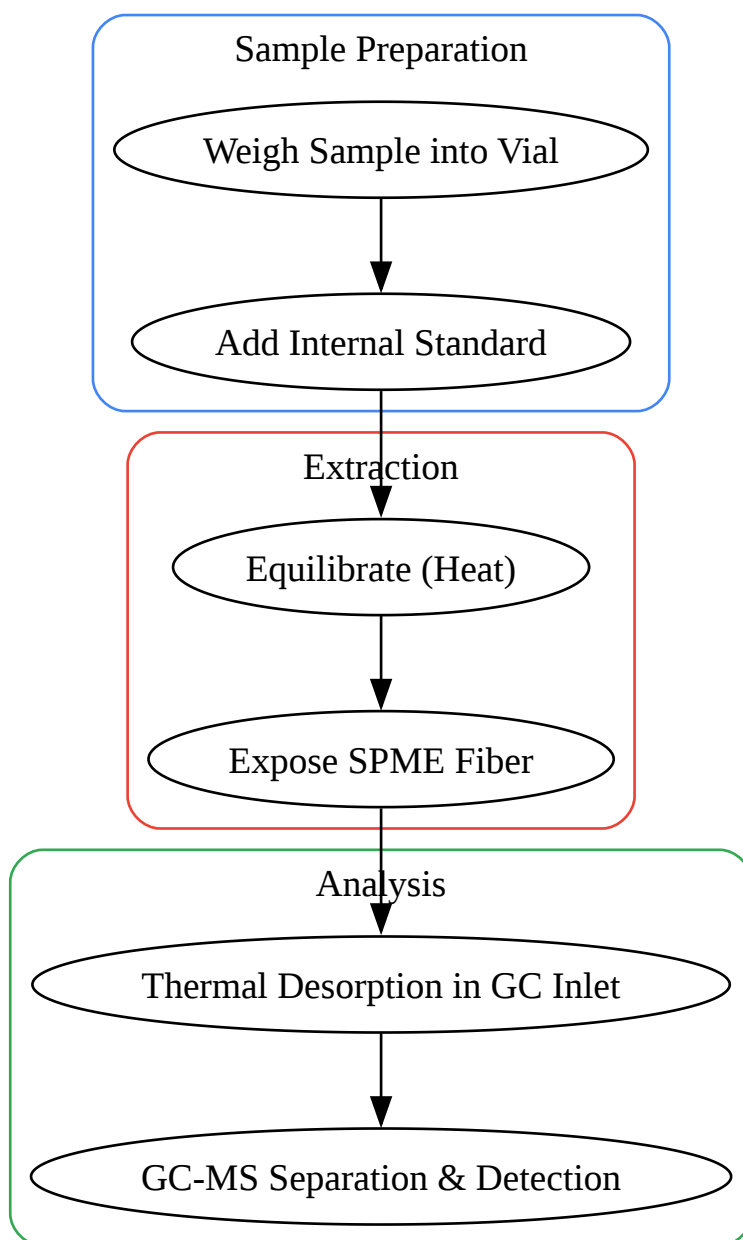 Sample Preparation
Weigh Sample into Vial
Add Internal Standard
Extraction
Equilibrate (Heat)
Expose SPME Fiber
Analysis
Thermal Desorption in GC Inlet
GC-MS Separation & Detection